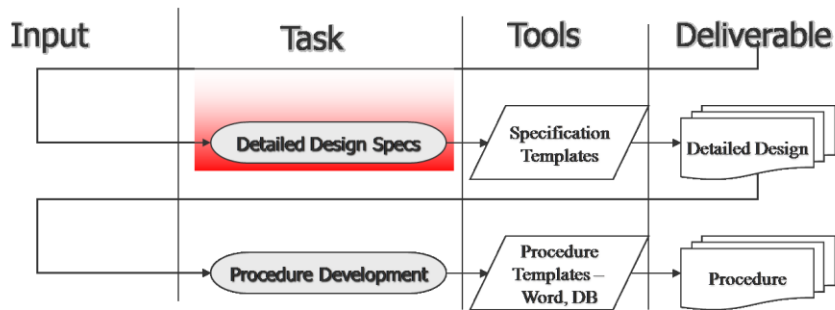 Input
Task
Tools
Deliverable
Detailed Design Specs
Specification
Templates
Detailed Design
Procedure Development
Procedure
Templates –
Word, DB
Procedure